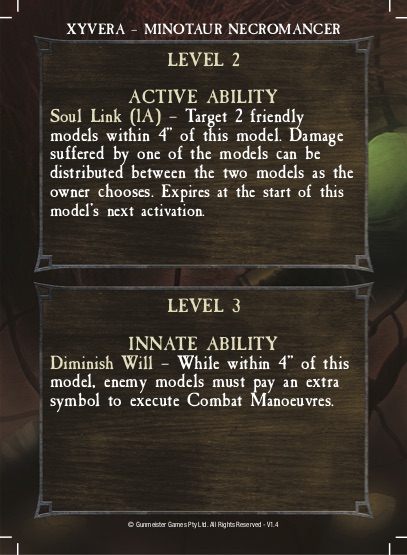 XYVERA – MINOTAUR NECROMANCER
LEVEL 2
ACTIVE ABILITY
Soul Link (1A) – Target 2 friendly
models within 4" of this model. Damage
suffered by one of the models can be
distributed between the two models as the
owner chooses. Expires at the start of this
model's next activation.
LEVEL 3
INNATE ABILITY
Diminish Will – While within 4" of this
model, enemy models must pay an extra
symbol to execute Combat Manoeuvres.
© Gunmeister Games Pty Ltd. All Rights Reserved - V1.4